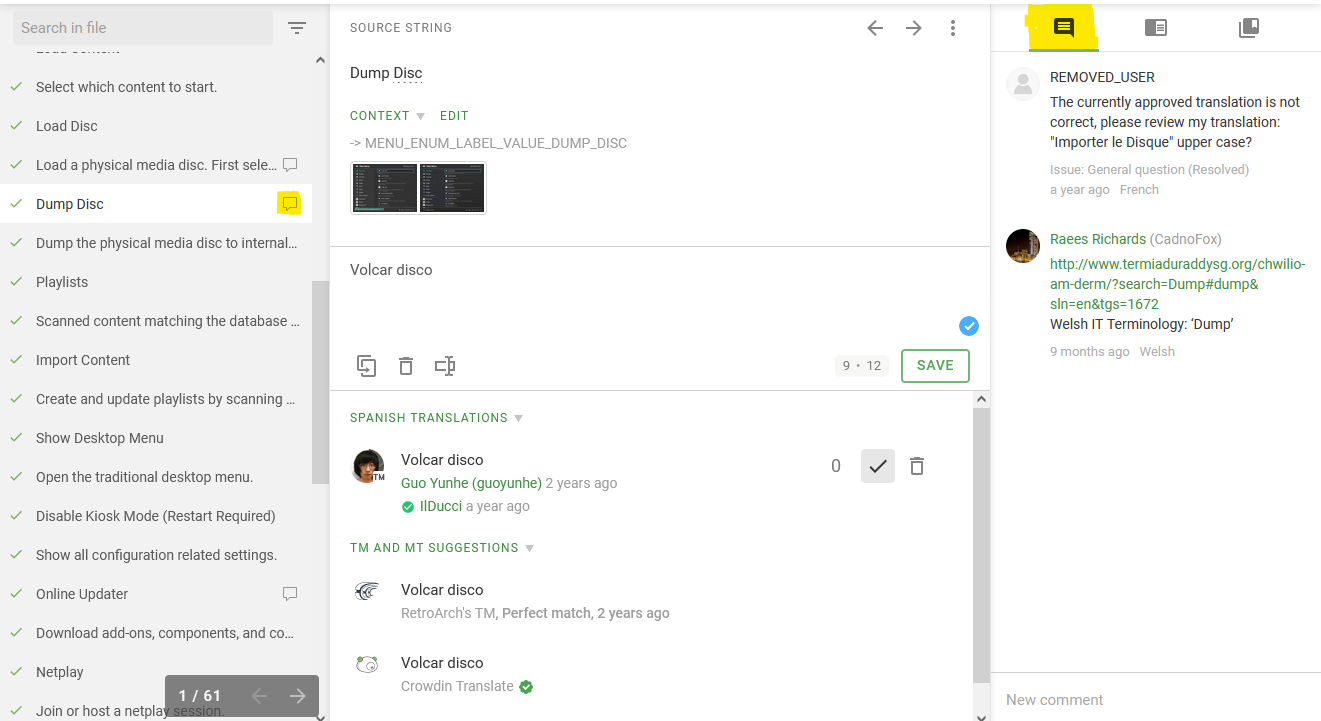 Search in file
Load Content
Select which content to start.
Load Disc
Load a physical media disc. First sele...
Dump Disc
Dump the physical media disc to internal...
Playlists
Scanned content matching the database ...
Import Content
Create and update playlists by scanning ...
Show Desktop Menu
Open the traditional desktop menu.
Disable Kiosk Mode (Restart Required)
Show all configuration related settings.
Online Updater
Download add-ons, components, and co...
Netplay
Join or host a netplay session.
1 / 61
SOURCE STRING
Dump Disc
CONTEXT EDIT
-> MENU_ENUM_LABEL_VALUE_DUMP_DISC
Volcar disco
9 • 12 SAVE
SPANISH TRANSLATIONS
Volcar disco
TM
0
Guo Yunhe (guoyunhe) 2 years ago
IlDucci a year ago
TM AND MT SUGGESTIONS
Volcar disco
RetroArch's TM, Perfect match, 2 years ago
Volcar disco
Crowdin Translate
REMOVED_USER
The currently approved translation is not
correct, please review my translation:
"Importer le Disque" upper case?
Issue: General question (Resolved)
a year ago French
Raees Richards (CadnoFox)
http://www.termiaduraddysg.org/chwilio-
am-derm/?search=Dump#dump&
sln=en&tgs=1672
Welsh IT Terminology: ‘Dump’
9 months ago Welsh
New comment